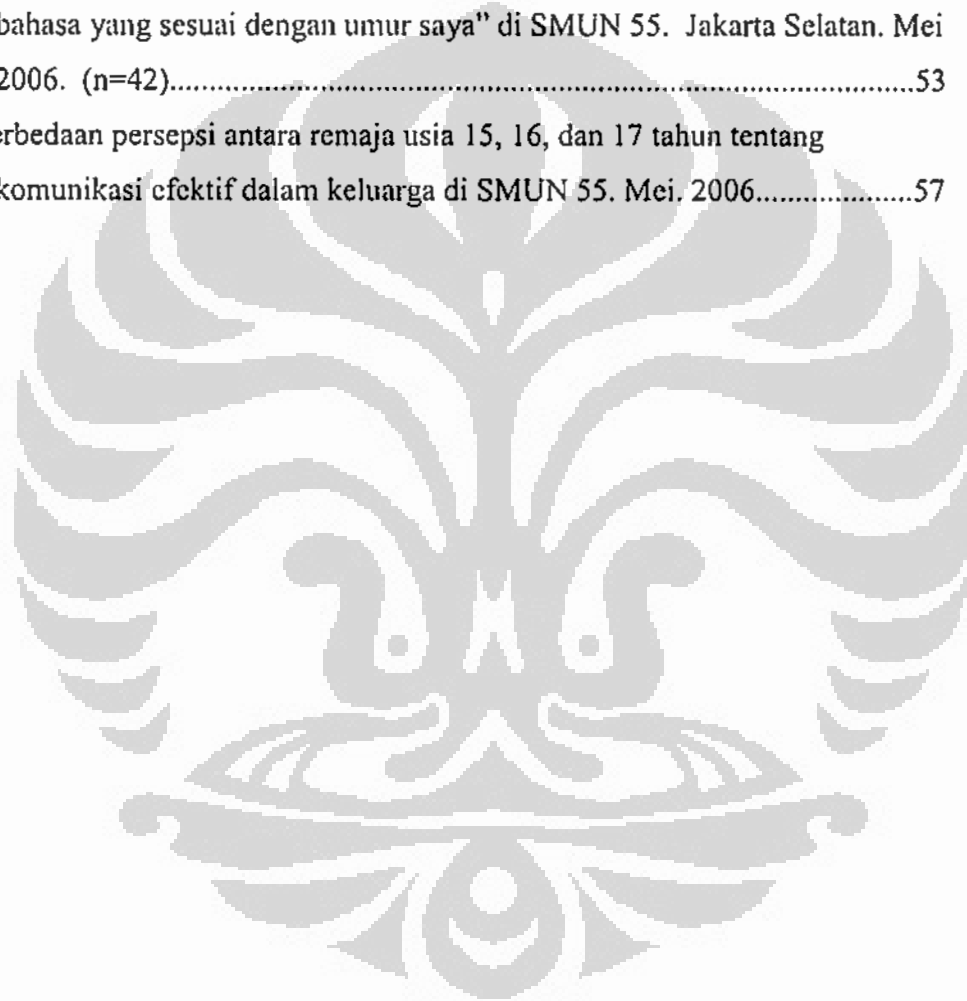 bahasa yang sesuai dengan umur saya" di SMUN 55. Jakarta Selatan. Mei
2006. (n=42)....................................................................................53
erbedaan persepsi antara remaja usia 15, 16, dan 17 tahun tentang
komunikasi efektif dalam keluarga di SMUN 55. Mei. 2006...................57